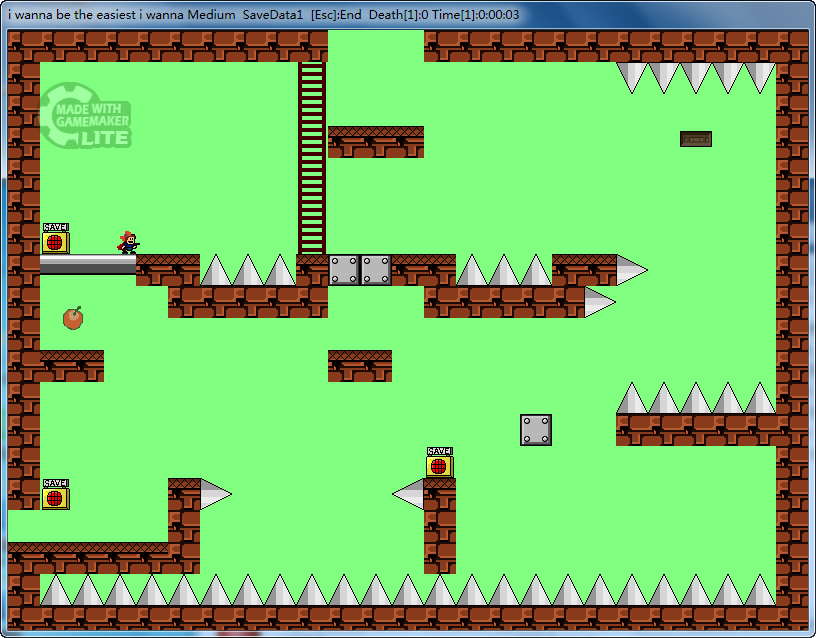 i wanna be the easiest i wanna Medium  SaveData1  [Esc]:End  Death[1]:0 Time[1]:0:00:03
MADE WITH
GAMEMAKER
LITE
SAVE!
SAVE!
SAVE!